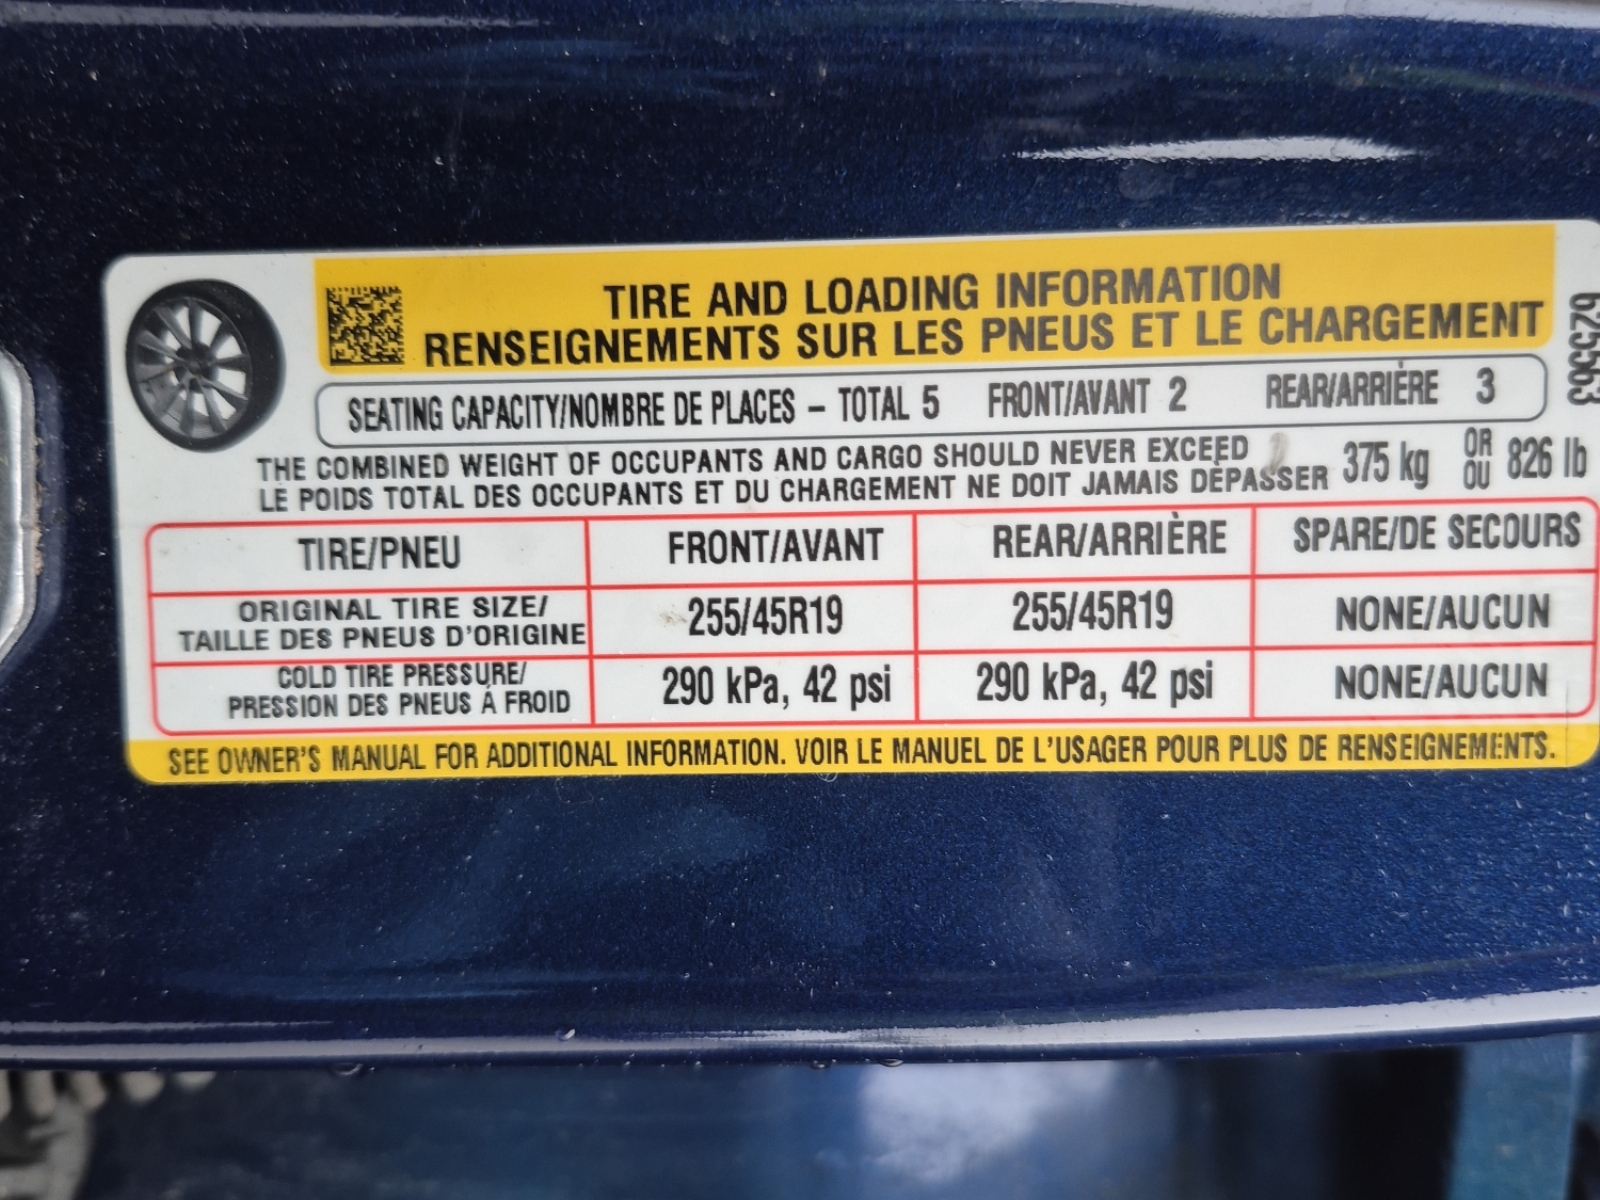 TIRE AND LOADING INFORMATION
RENSEIGNEMENTS SUR LES PNEUS ET LE CHARGEMENT
6255563
SEATING CAPACITY/NOMBRE DE PLACES – TOTAL 5 FRONT/AVANT 2 REAR/ARRIÈRE 3
THE COMBINED WEIGHT OF OCCUPANTS AND CARGO SHOULD NEVER EXCEED
LE POIDS TOTAL DES OCCUPANTS ET DU CHARGEMENT NE DOIT JAMAIS DÉPASSER
375 kg OR OU 826 lb
TIRE/PNEU FRONT/AVANT REAR/ARRIÈRE SPARE/DE SECOURS
ORIGINAL TIRE SIZE/
TAILLE DES PNEUS D'ORIGINE
255/45R19 255/45R19 NONE/AUCUN
COLD TIRE PRESSURE/
PRESSION DES PNEUS Á FROID
290 kPa, 42 psi 290 kPa, 42 psi NONE/AUCUN
SEE OWNER'S MANUAL FOR ADDITIONAL INFORMATION. VOIR LE MANUEL DE L'USAGER POUR PLUS DE RENSEIGNEMENTS.